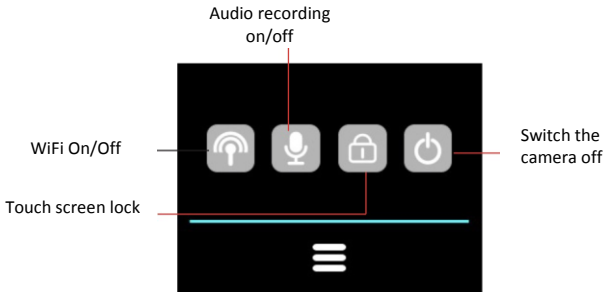 Audio recording
on/off
WiFi On/Off
Switch the
camera off
Touch screen lock